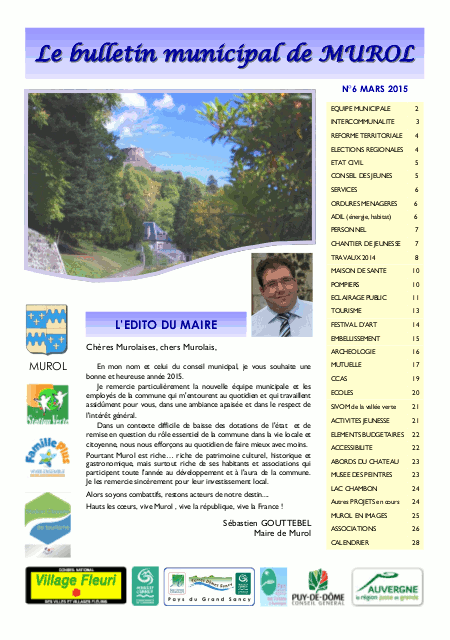 Le bulletin municipal de MUROL
N°6 MARS 2015
EQUIPE MUNICIPALE 2
INTERCOMMUNALITE 3
REFORME TERRITORIALE 4
ELECTIONS REGIONALES 4
ETAT CIVIL 5
CONSEIL DES JEUNES 5
SERVICES 6
ORDURES MENAGERES 6
ADIL (énergie, habitat) 6
PERSONNEL 7
CHANTIER DE JEUNESSE 7
TRAVAUX 2014 8
MAISON DE SANTE 10
POMPIERS 10
ECLAIRAGE PUBLIC 11
TOURISME 13
FESTIVAL D'ART 14
EMBELLISSEMENT 15
ARCHEOLOGIE 16
MUTUELLE 17
CCAS 19
ECOLES 20
SIVOM de la vallée verte 21
ACTIVITES JEUNESSE 21
ELEMENTS BUDGETAIRES 22
ACCESSIBILITE 22
ABORDS DU CHATEAU 23
MUSEE DES PEINTRES 23
LAC CHAMBON 24
Autres PROJETS en cours 24
MUROL EN IMAGES 25
ASSOCIATIONS 26
CALENDRIER 28
L'EDITO DU MAIRE
Chères Murolaises, chers Murolais,
En mon nom et celui du conseil municipal, je vous souhaite une
bonne et heureuse année 2015.
Je remercie particulièrement la nouvelle équipe municipale et les
employés de la commune qui m'entourent au quotidien et qui travaillent
assidûment pour vous, dans une ambiance apaisée et dans le respect de
l'intérêt général.
Dans un contexte difficile de baisse des dotations de l'état et de
remise en question du rôle essentiel de la commune dans la vie locale et
citoyenne, nous nous efforçons au quotidien de faire mieux avec moins.
Pourtant Murol est riche… riche de patrimoine culturel, historique et
gastronomique, mais surtout riche de ses habitants et associations qui
participent toute l'année au développement et à l'aura de la commune.
Je les remercie sincèrement pour leur investissement local.
Alors soyons combattifs, restons acteurs de notre destin....
Hauts les cœurs, vive Murol , vive la république, vive la France !
Sébastien GOUTTEBEL
Maire de Murol
MUROL
Station Verte
Famille Plus
CONSEIL NATIONAL
Village Fleuri
DES VILLES ET VILLAGES FLEURIS
Pays du Grand Sancy
PUY-DE-DÔME
CONSEIL GENERAL
AUVERGNE
la région juste et grande